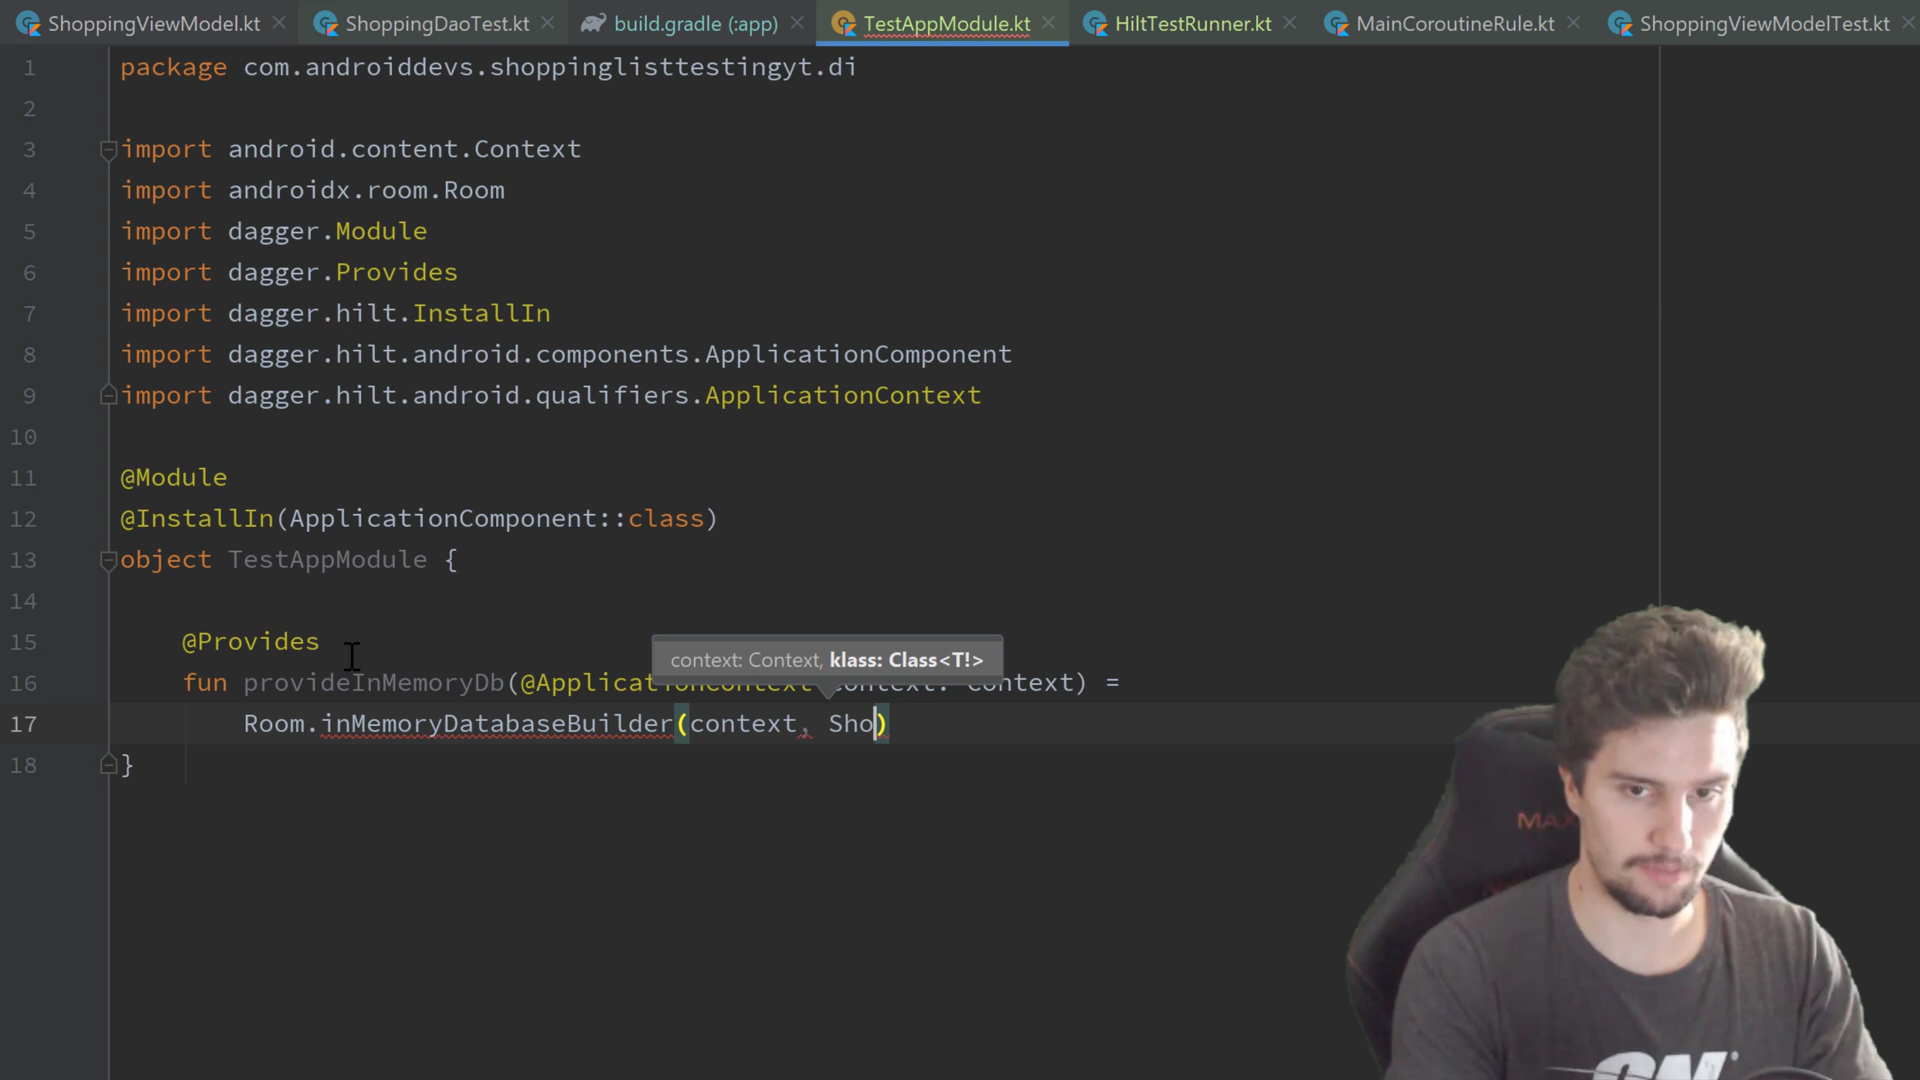 ShoppingViewModel.kt ShoppingDaoTest.kt build.gradle (:app) TestAppModule.kt HiltTestRunner.kt MainCoroutineRule.kt ShoppingViewModelTest.kt
1 package com.androiddevs.shoppinglisttestingyt.di
2
3 import android.content.Context
4 import androidx.room.Room
5 import dagger.Module
6 import dagger.Provides
7 import dagger.hilt.InstallIn
8 import dagger.hilt.android.components.ApplicationComponent
9 import dagger.hilt.android.qualifiers.ApplicationContext
10
11 @Module
12 @InstallIn(ApplicationComponent::class)
13 object TestAppModule {
14
15 @Provides
context: Context, klass: Class<T!>
16 fun provideInMemoryDb(@ApplicationContext context: Context) =
17 Room.inMemoryDatabaseBuilder(context, Sho)
18 }